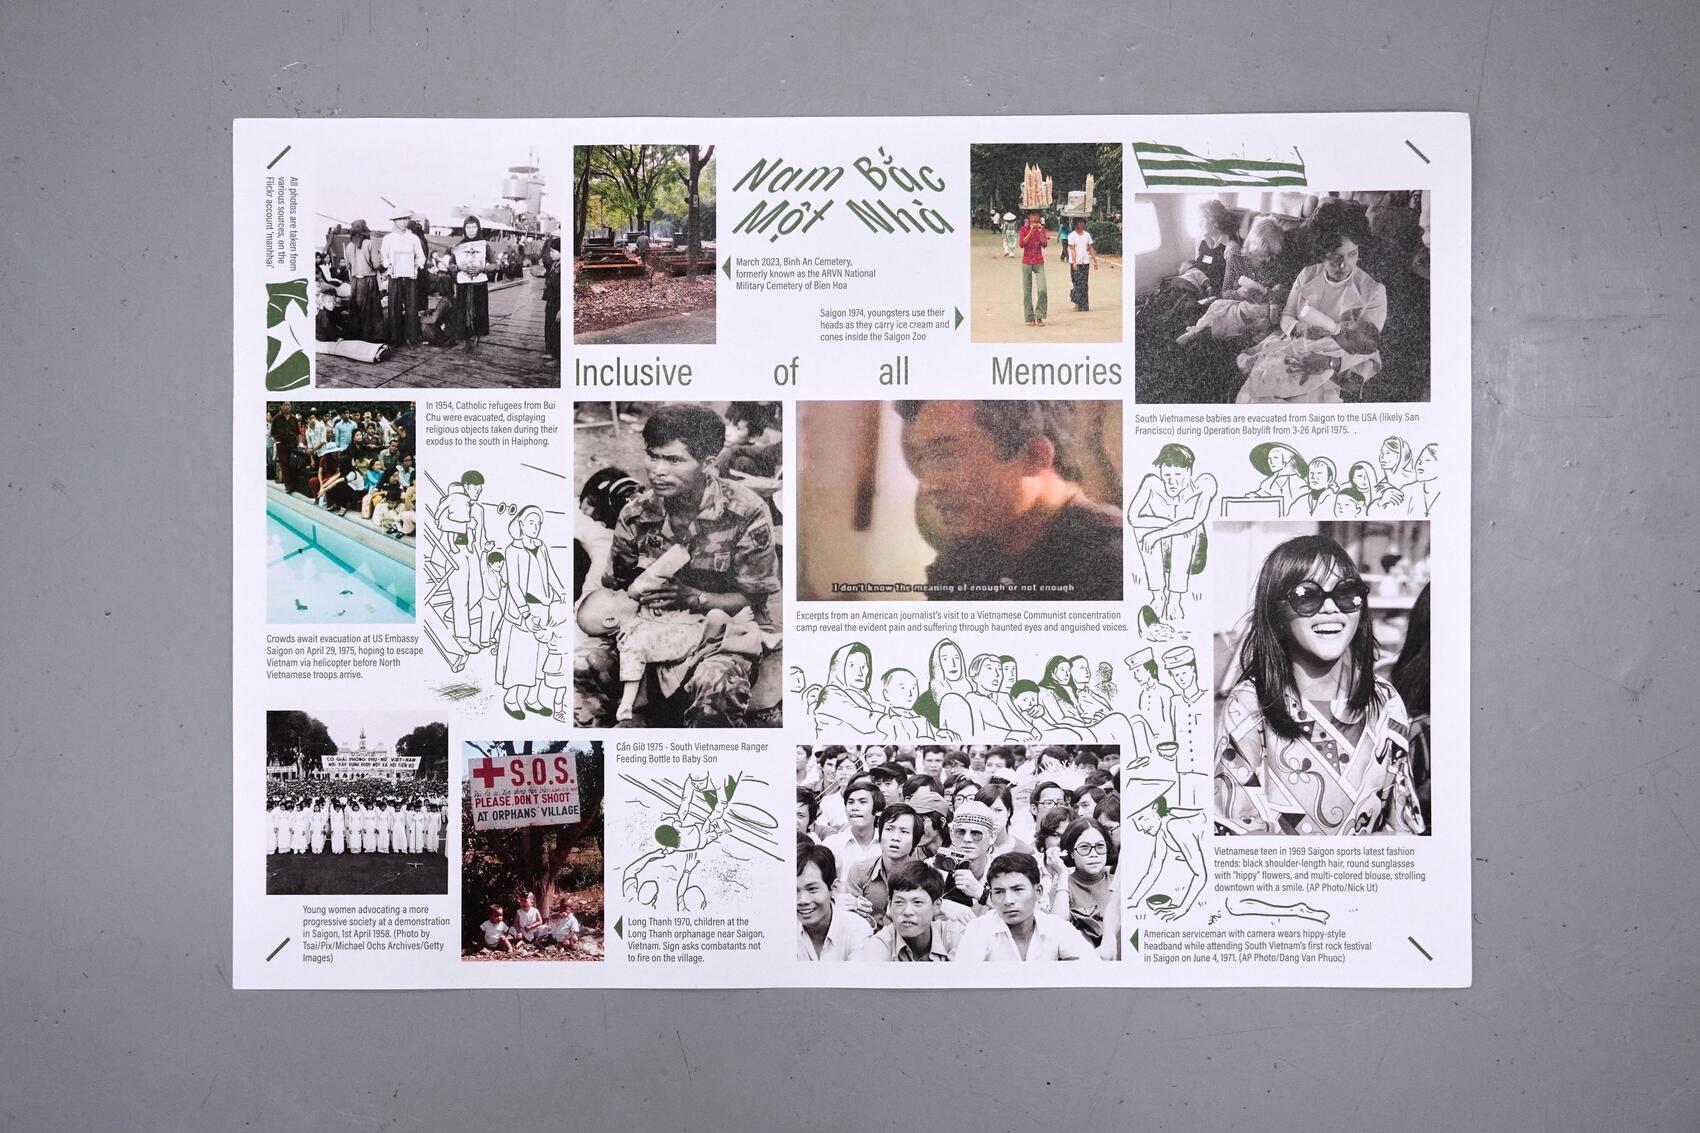 All photos are taken from
various sources, on the
Flickr account 'manhhai'
Nam Bắc
Một Nhà
March 2023, Bình An Cemetery,
formerly known as the ARVN National
Military Cemetery of Bien Hoa
Saigon 1974, youngsters use their
heads as they carry ice cream and
cones inside the Saigon Zoo
Inclusive of all Memories
In 1954, Catholic refugees from Bui
Chu were evacuated, displaying
religious objects taken during their
exodus to the south in Haiphong.
South Vietnamese babies are evacuated from Saigon to the USA (likely San
Francisco) during Operation Babylift from 3-26 April 1975. .
I don't know the meaning of enough or not enough
Excerpts from an American journalist's visit to a Vietnamese Communist concentration
camp reveal the evident pain and suffering through haunted eyes and anguished voices.
Crowds await evacuation at US Embassy
Saigon on April 29, 1975, hoping to escape
Vietnam via helicopter before North
Vietnamese troops arrive.
CÓ GIẢI PHÓNG PHỤ-NỮ VIỆT-NAM
MỚI XÂY DỰNG ĐƯỢC MỘT XÃ HỘI TIẾN BỘ
S.O.S.
PLEASE, DON'T SHOOT
AT ORPHANS' VILLAGE
Cần Giờ 1975 - South Vietnamese Ranger
Feeding Bottle to Baby Son
Young women advocating a more
progressive society at a demonstration
in Saigon, 1st April 1958. (Photo by
Tsai/Pix/Michael Ochs Archives/Getty
Images)
Long Thanh 1970, children at the
Long Thanh orphanage near Saigon,
Vietnam. Sign asks combatants not
to fire on the village.
Vietnamese teen in 1969 Saigon sports latest fashion
trends: black shoulder-length hair, round sunglasses
with "hippy" flowers, and multi-colored blouse, strolling
downtown with a smile. (AP Photo/Nick Ut)
American serviceman with camera wears hippy-style
headband while attending South Vietnam's first rock festival
in Saigon on June 4, 1971. (AP Photo/Dang Van Phuoc)